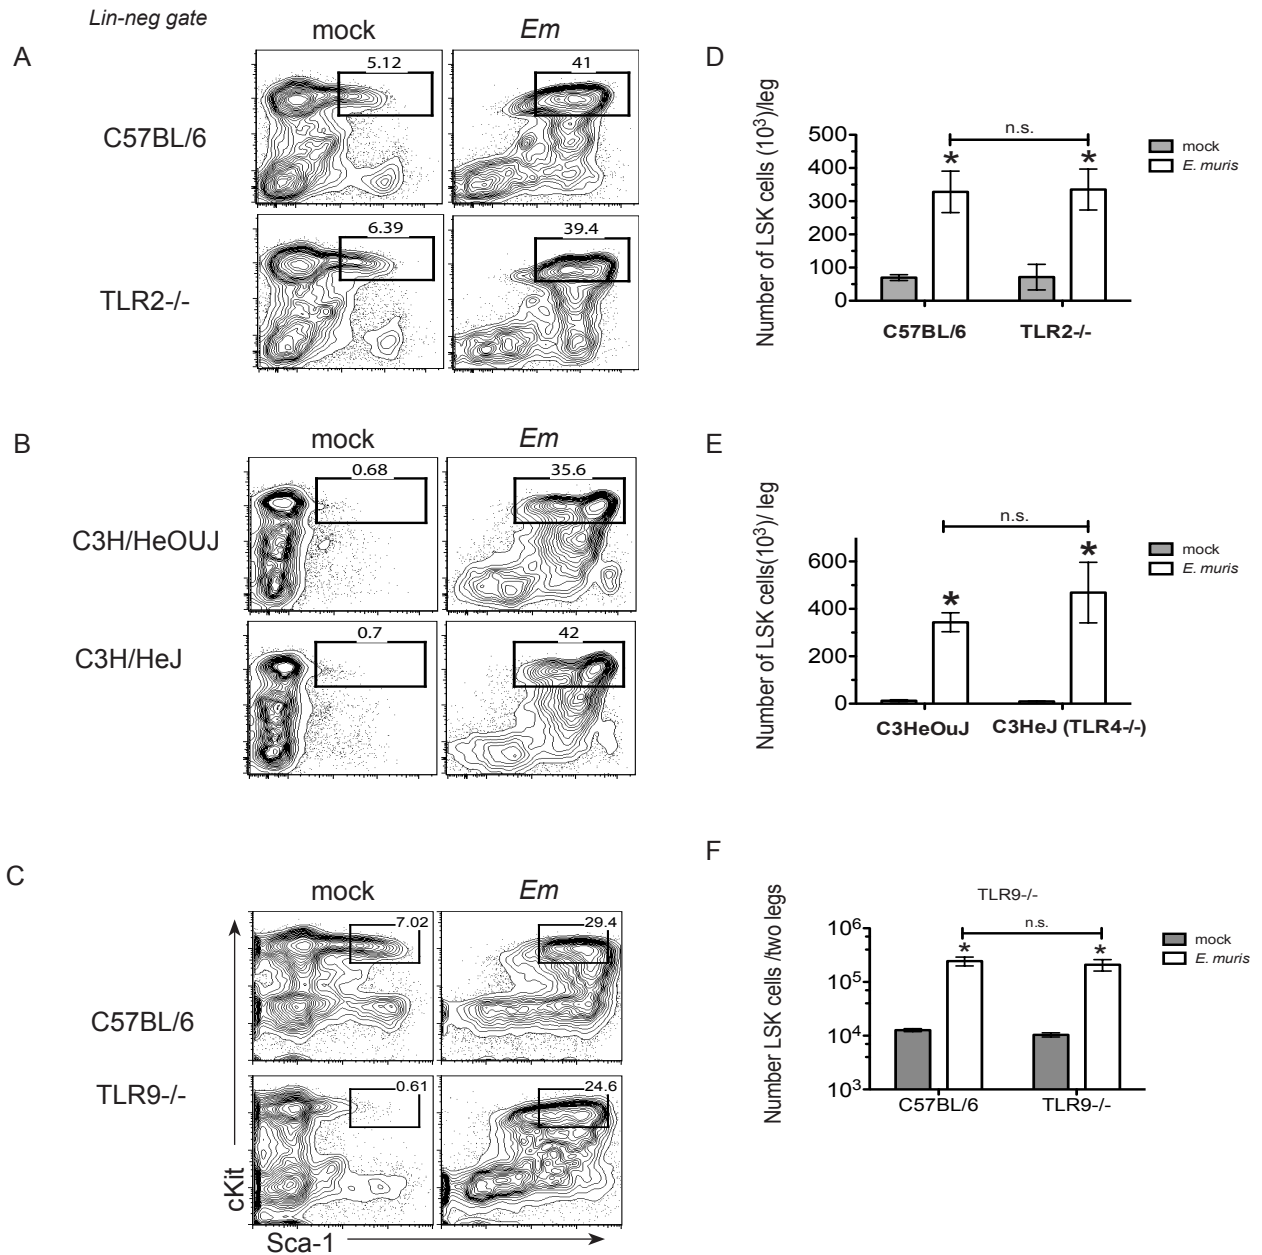 Lin-neg gate
A
mock
Em
C57BL/6
5.12
41
TLR2-/-
6.39
39.4
D
Number of LSK cells (10³)/leg
500
400
300
200
100
0
n.s.
*
*
mock
E. muris
C57BL/6
TLR2-/-
B
mock
Em
C3H/HeOUJ
0.68
35.6
C3H/HeJ
0.7
42
E
Number of LSK cells(10³)/ leg
600
400
200
0
n.s.
*
*
mock
E. muris
C3HeOuJ
C3HeJ (TLR4-/-)
C
mock
Em
C57BL/6
7.02
29.4
TLR9-/-
0.61
24.6
cKit
Sca-1
F
TLR9-/-
Number LSK cells /two legs
10⁶
10⁵
10⁴
10³
n.s.
*
*
mock
E. muris
C57BL/6
TLR9-/-